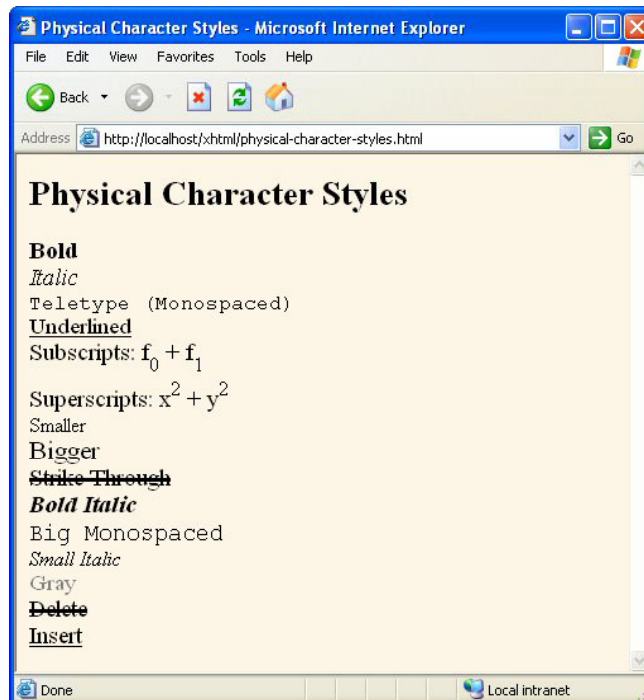 Physical Character Styles - Microsoft Internet Explorer
File Edit View Favorites Tools Help
Back
Address http://localhost/xhtml/physical-character-styles.html Go
Physical Character Styles
Bold
Italic
Teletype (Monospaced)
Underlined
Subscripts: f₀ + f₁
Superscripts: x² + y²
Smaller
Bigger
Strike Through
Bold Italic
Big Monospaced
Small Italic
Gray
Delete
Insert
Done Local intranet